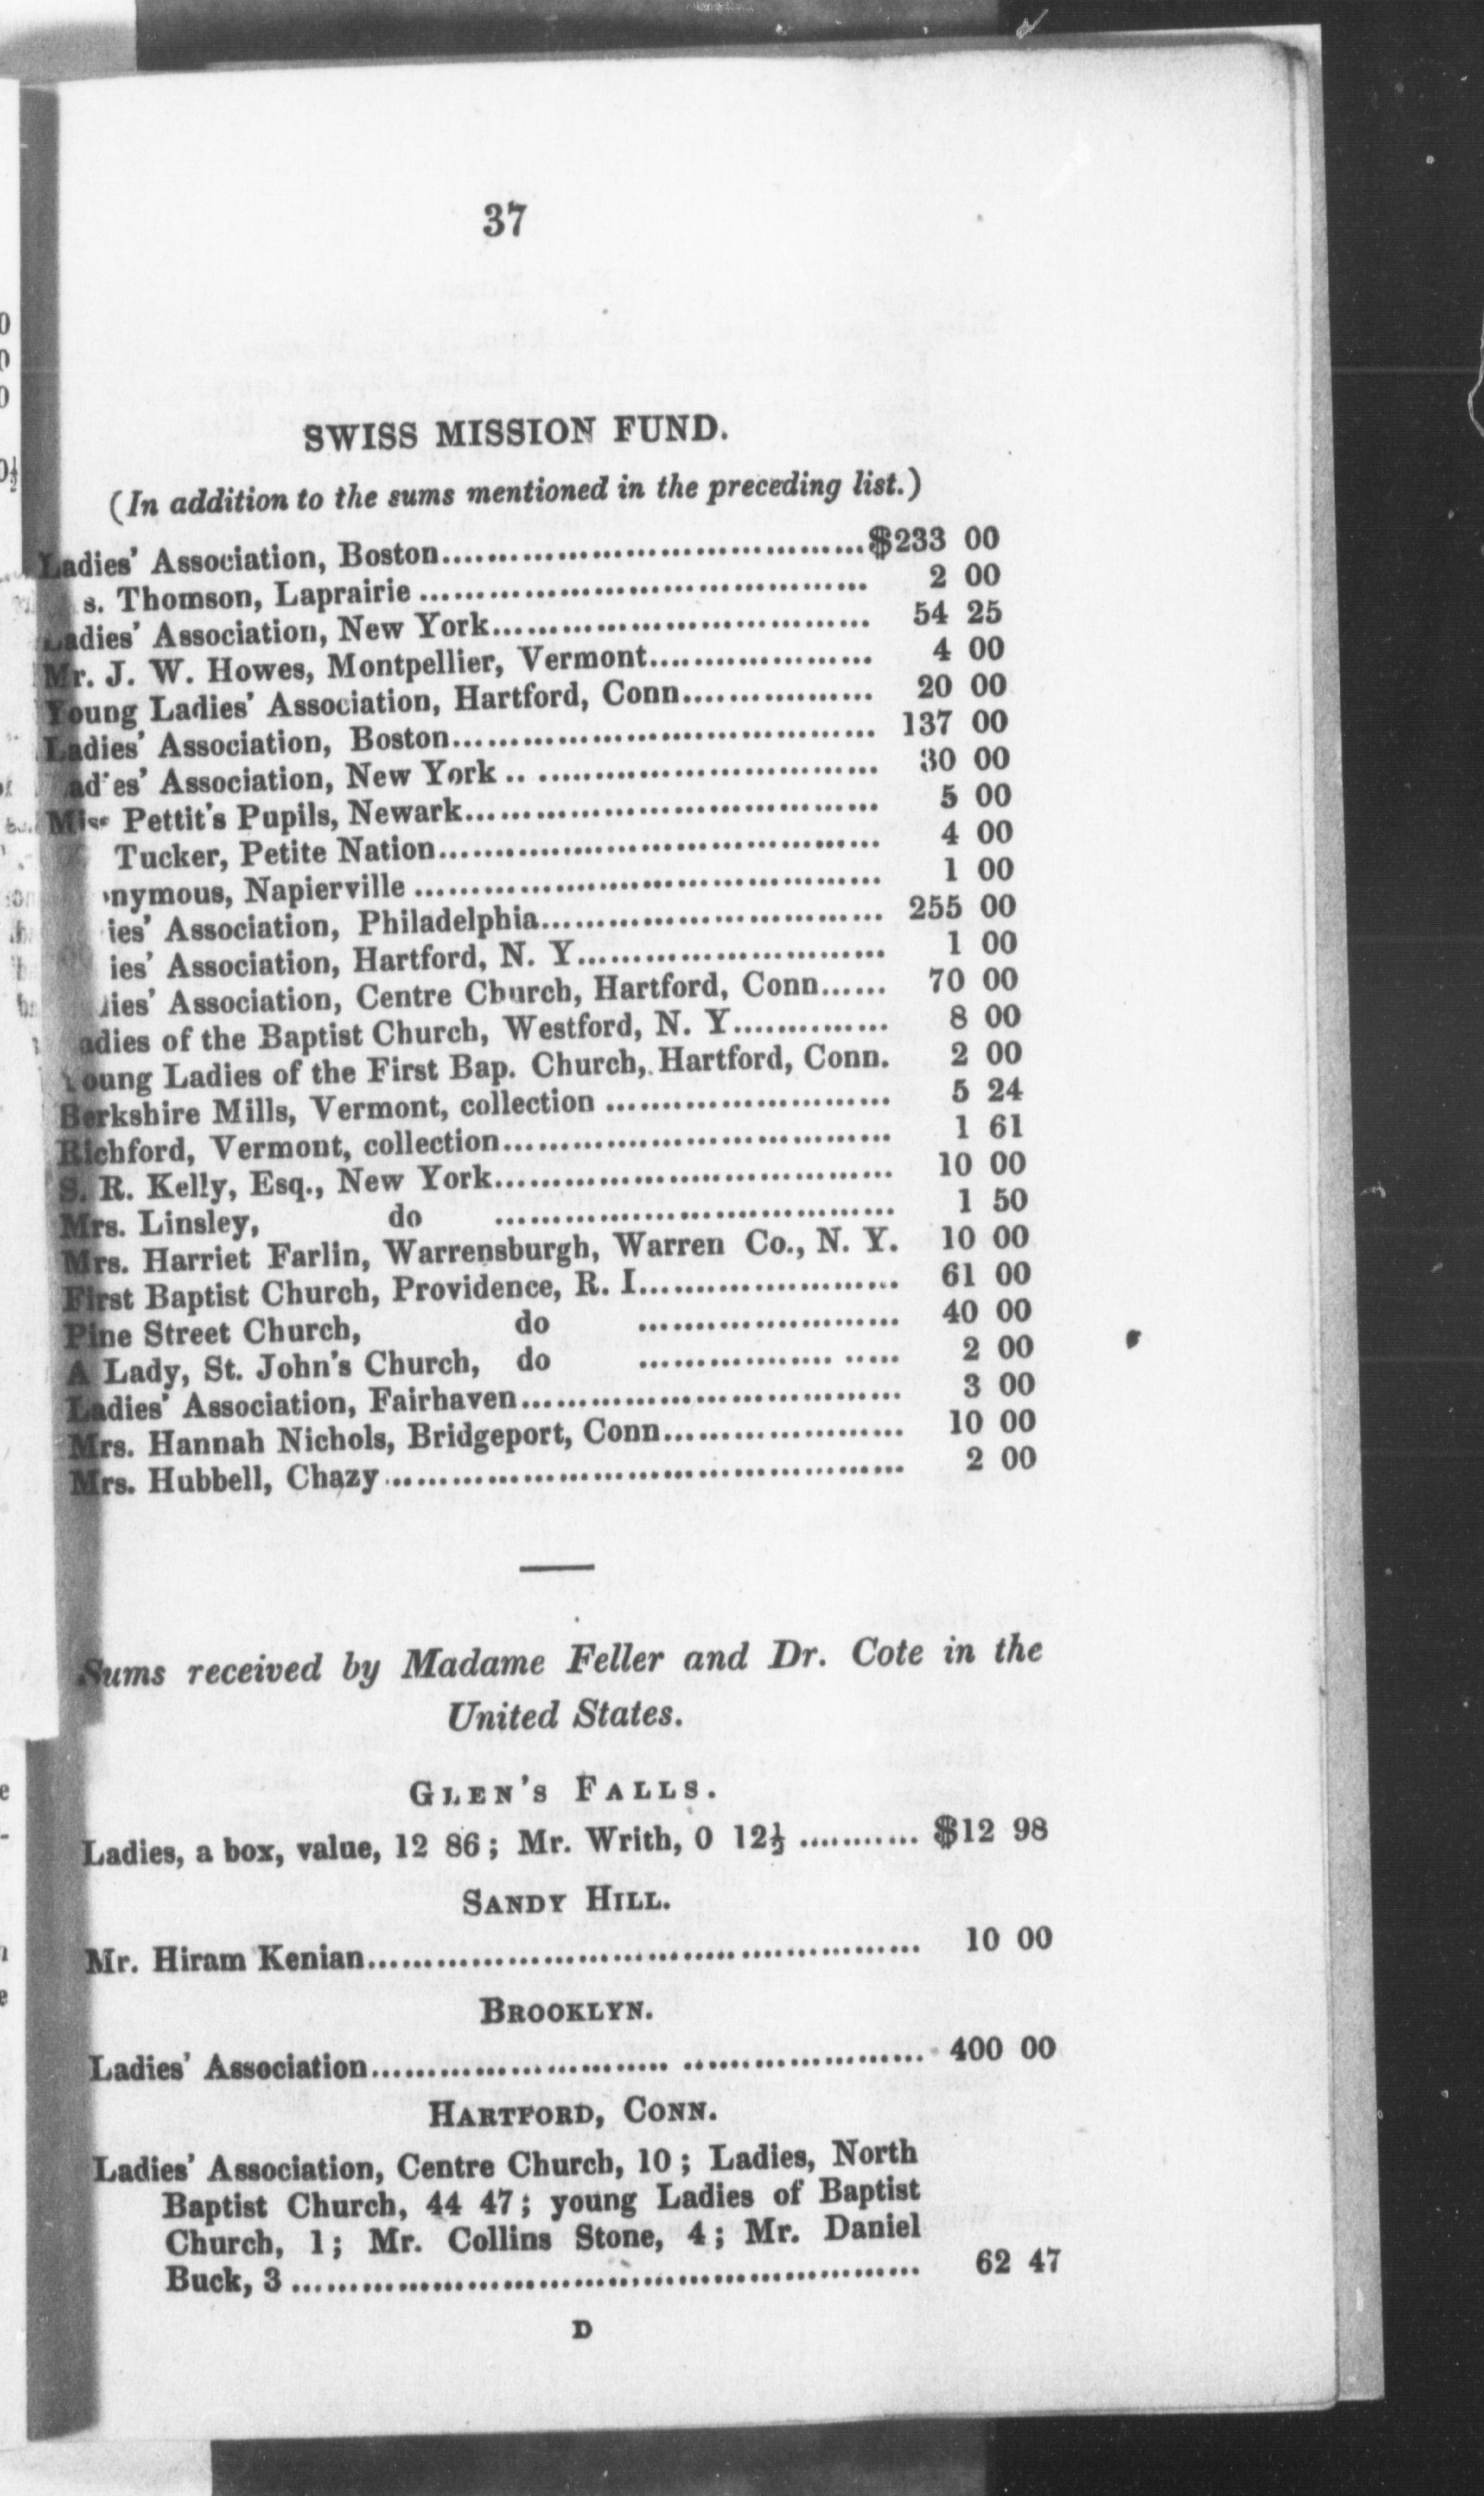 37
SWISS MISSION FUND.
(In addition to the sums mentioned in the preceding list.)
Ladies' Association, Boston........................................$233 00
s. Thomson, Laprairie ........................................ 2 00
Ladies' Association, New York.................................. 54 25
Mr. J. W. Howes, Montpellier, Vermont.................... 4 00
Young Ladies' Association, Hartford, Conn................. 20 00
Ladies' Association, Boston...................................... 137 00
ad'es' Association, New York .. .............................. 30 00
Miss Pettit's Pupils, Newark..................................... 5 00
Tucker, Petite Nation........................................ 4 00
nymous, Napierville .......................................... 1 00
ies' Association, Philadelphia.............................. 255 00
ies' Association, Hartford, N. Y........................... 1 00
dies' Association, Centre Church, Hartford, Conn...... 70 00
adies of the Baptist Church, Westford, N. Y.............. 8 00
Young Ladies of the First Bap. Church, Hartford, Conn. 2 00
Berkshire Mills, Vermont, collection ......................... 5 24
Richford, Vermont, collection................................... 1 61
S. R. Kelly, Esq., New York................................... 10 00
Mrs. Linsley, do ................................... 1 50
Mrs. Harriet Farlin, Warrensburgh, Warren Co., N. Y. 10 00
First Baptist Church, Providence, R. I....................... 61 00
Pine Street Church, do ....................... 40 00
A Lady, St. John's Church, do ................. ..... 2 00
Ladies' Association, Fairhaven.................................. 3 00
Mrs. Hannah Nichols, Bridgeport, Conn..................... 10 00
Mrs. Hubbell, Chazy............................................... 2 00
Sums received by Madame Feller and Dr. Cote in the
United States.
GLEN'S FALLS.
Ladies, a box, value, 12 86; Mr. Writh, 0 12½ ........... $12 98
SANDY HILL.
Mr. Hiram Kenian................................................. 10 00
BROOKLYN.
Ladies' Association.......................... ..................... 400 00
HARTFORD, CONN.
Ladies' Association, Centre Church, 10; Ladies, North
Baptist Church, 44 47; young Ladies of Baptist
Church, 1; Mr. Collins Stone, 4; Mr. Daniel
Buck, 3 ....................................................... 62 47
D